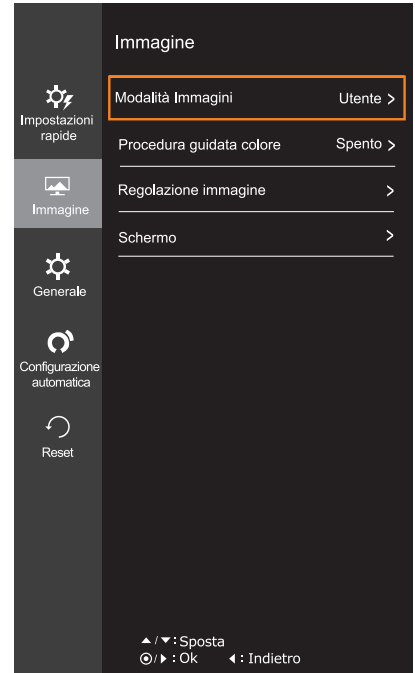 Impostazioni
rapide
Immagine
Generale
Configurazione
automatica
Reset
Immagine
Modalità Immagini Utente >
Procedura guidata colore Spento >
Regolazione immagine >
Schermo >
▲/▼:Sposta
⦿/▶:Ok ◀:Indietro